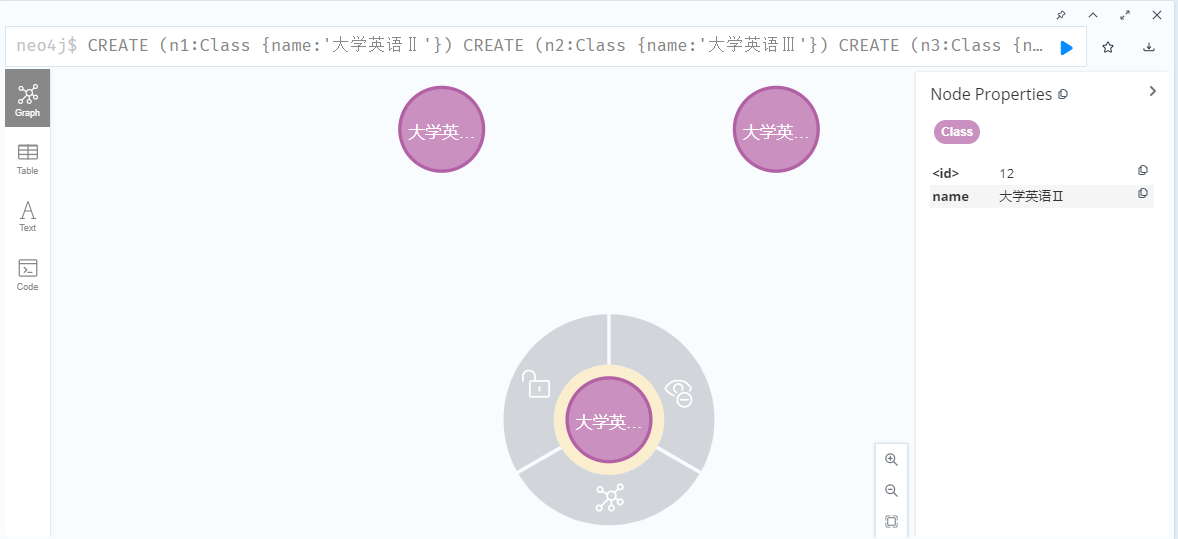 neo4j$ CREATE (n1:Class {name:'大学英语Ⅱ'}) CREATE (n2:Class {name:'大学英语Ⅲ'}) CREATE (n3:Class {n…
Graph
Table
Text
Code
大学英…
大学英…
大学英…
Node Properties
Class
<id> 12
name 大学英语Ⅱ